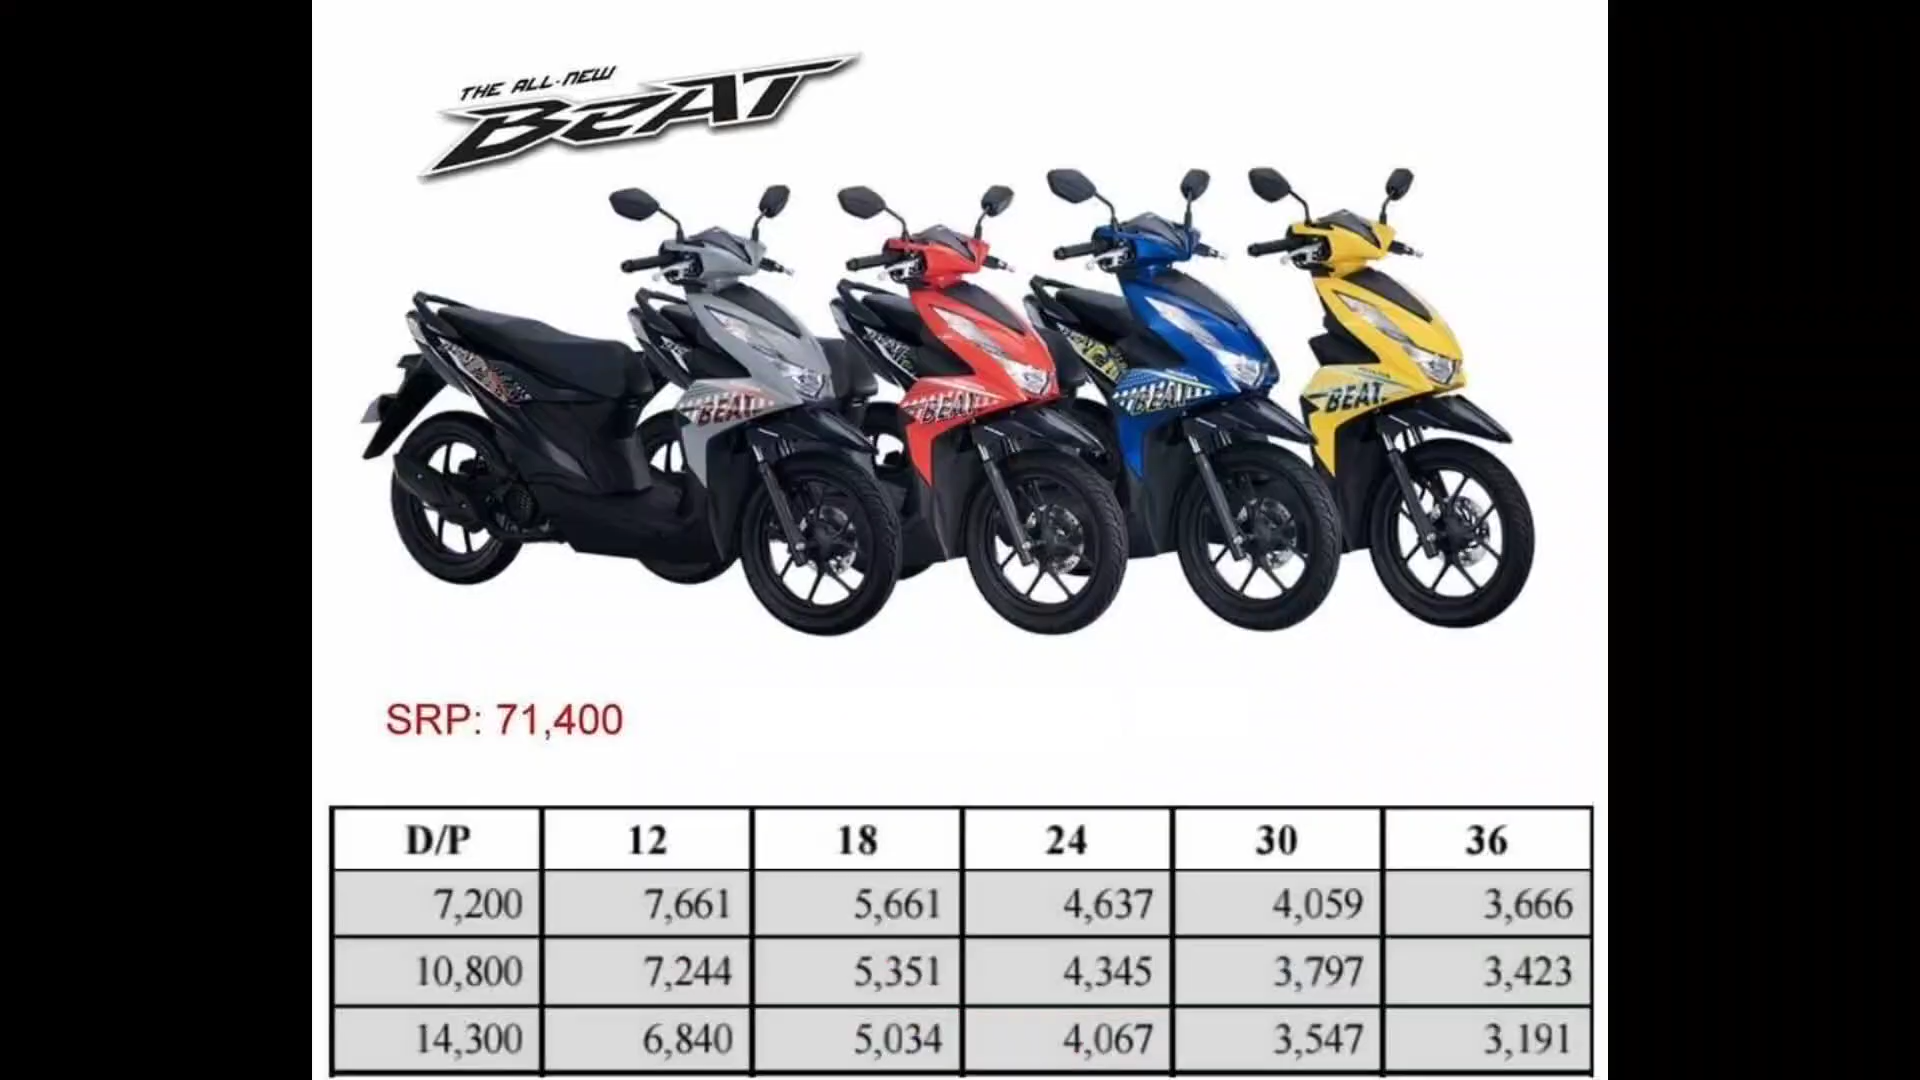 THE ALL-NEW
BEAT
BEAT
BEAT
BEAT
BEAT
SRP: 71,400
D/P 12 18 24 30 36
7,200 7,661 5,661 4,637 4,059 3,666
10,800 7,244 5,351 4,345 3,797 3,423
14,300 6,840 5,034 4,067 3,547 3,191